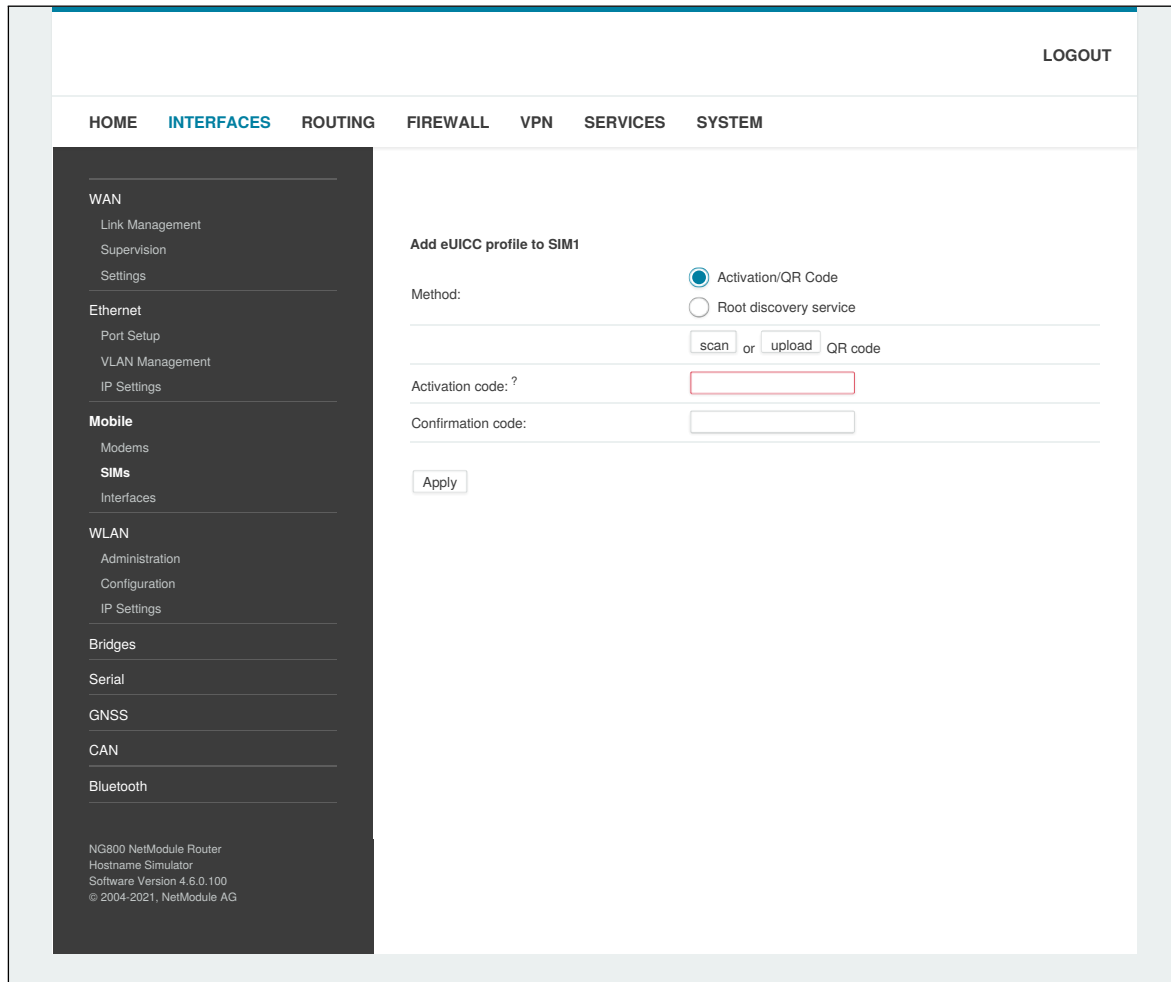 LOGOUT
HOME INTERFACES ROUTING FIREWALL VPN SERVICES SYSTEM
WAN
Link Management
Supervision
Settings
Ethernet
Port Setup
VLAN Management
IP Settings
Mobile
Modems
SIMs
Interfaces
WLAN
Administration
Configuration
IP Settings
Bridges
Serial
GNSS
CAN
Bluetooth
NG800 NetModule Router
Hostname Simulator
Software Version 4.6.0.100
© 2004-2021, NetModule AG
Add eUICC profile to SIM1
Method:
Activation/QR Code
Root discovery service
scan or upload QR code
Activation code: ?
Confirmation code:
Apply